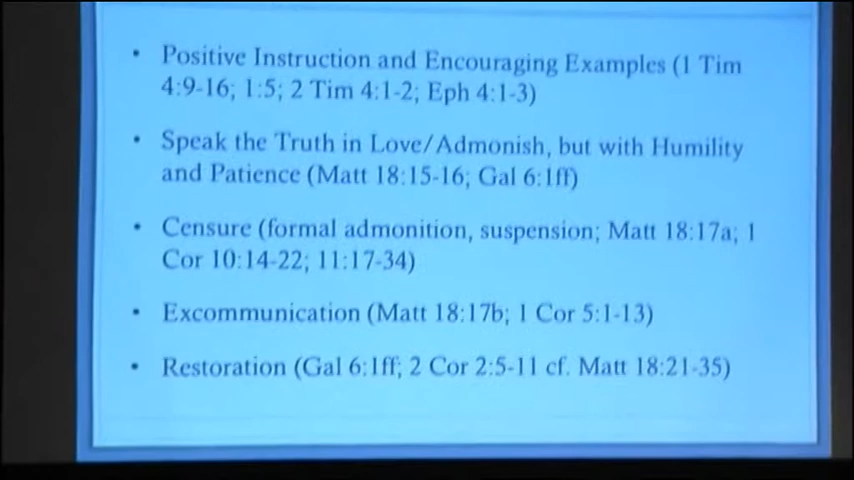 • Positive Instruction and Encouraging Examples (1 Tim
4:9-16; 1:5; 2 Tim 4:1-2; Eph 4:1-3)
• Speak the Truth in Love/Admonish, but with Humility
and Patience (Matt 18:15-16; Gal 6:1ff)
• Censure (formal admonition, suspension; Matt 18:17a; 1
Cor 10:14-22; 11:17-34)
• Excommunication (Matt 18:17b; 1 Cor 5:1-13)
• Restoration (Gal 6:1ff; 2 Cor 2:5-11 cf. Matt 18:21-35)